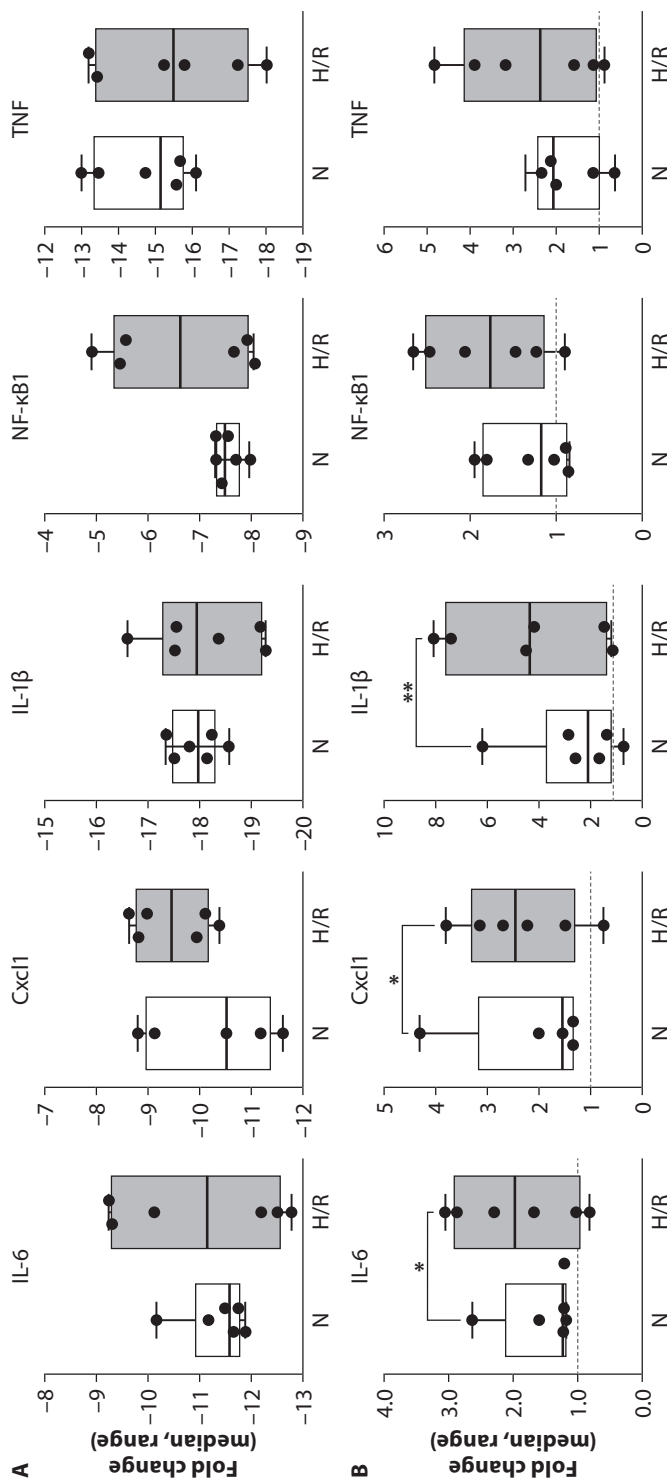 A
Fold change
(median, range)
IL-6
–8
–9
–10
–11
–12
–13
N
H/R
Cxcl1
–7
–8
–9
–10
–11
–12
N
H/R
IL-1β
–15
–16
–17
–18
–19
–20
N
H/R
NF-κB1
–4
–5
–6
–7
–8
–9
N
H/R
TNF
–12
–13
–14
–15
–16
–17
–18
–19
N
H/R
B
Fold change
(median, range)
4.0
3.0
2.0
1.0
0.0
*
N
H/R
5
4
3
2
1
0
*
N
H/R
10
8
6
4
2
0
**
N
H/R
3
2
1
0
N
H/R
6
5
4
3
2
1
0
N
H/R